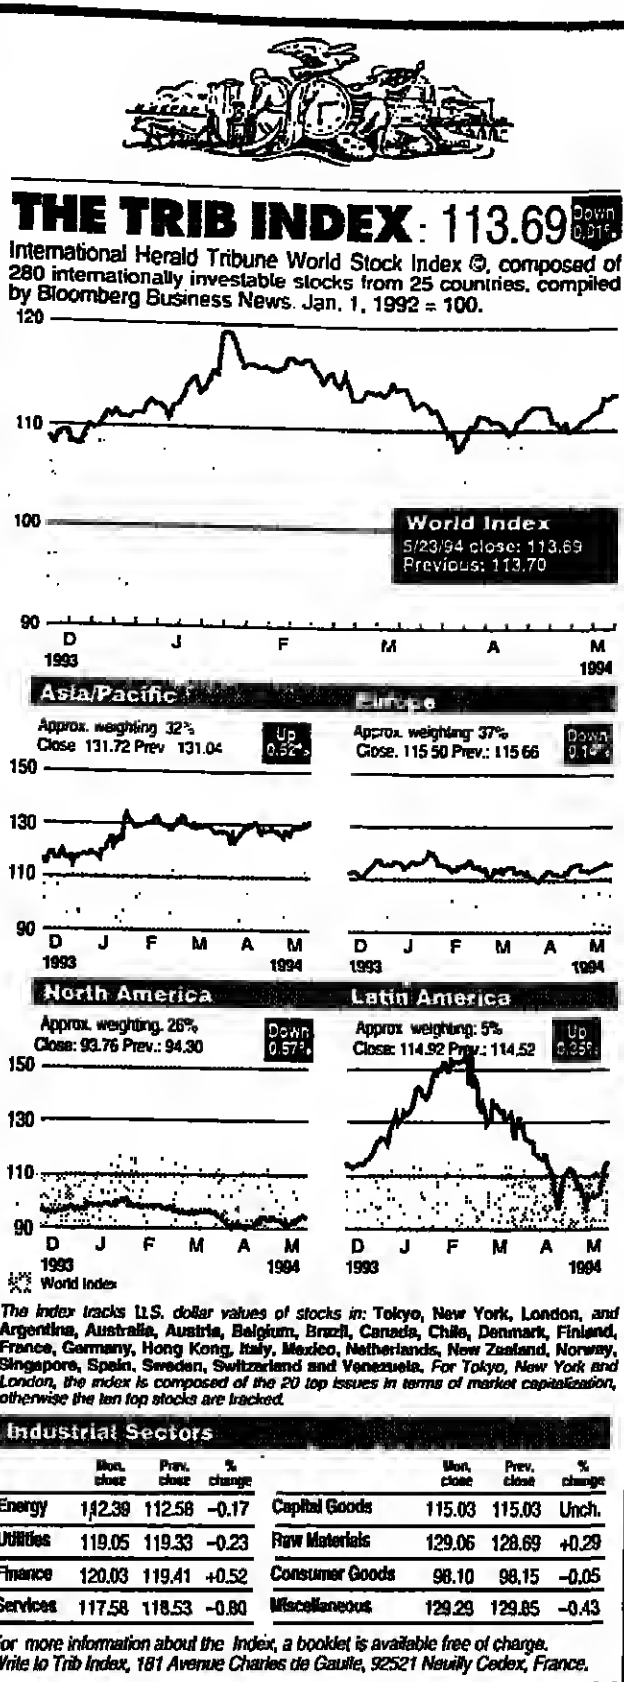 THE TRIB INDEX: 113.69 Down 0.01%
International Herald Tribune World Stock Index ©, composed of
280 internationally investable stocks from 25 countries, compiled
by Bloomberg Business News. Jan. 1, 1992 = 100.
120
110
100
World Index
5/23/94 close: 113.69
Previous: 113.70
90
D J F M A M
1993 1994
Asia/Pacific
Approx. weighting 32%
Close 131.72 Prev 131.04
Up
0.52%
150
130
110
90
D J F M A M
1993 1994
Europe
Approx. weighting 37%
Close. 115 50 Prev.: 115 66
Down
D J F M A M
1993 1994
North America
Approx. weighting. 26%
Close: 93.76 Prev.: 94.30
Down
0.57%
150
130
110
90
D J F M A M
1993 1994
World Index
Latin America
Approx weighting: 5%
Close: 114.92 Prev.: 114.52
Up
0.35%
D J F M A M
1993 1994
The index tracks U.S. dollar values of stocks in: Tokyo, New York, London, and
Argentina, Australia, Austria, Belgium, Brazil, Canada, Chile, Denmark, Finland,
France, Germany, Hong Kong, Italy, Mexico, Netherlands, New Zealand, Norway,
Singapore, Spain, Sweden, Switzerland and Venezuela. For Tokyo, New York and
London, the index is composed of the 20 top issues in terms of market capitalization,
otherwise the ten top stocks are tracked.
Industrial Sectors
Mon. close Prev. close % change
Energy 112.39 112.58 –0.17
Utilities 119.05 119.33 –0.23
Finance 120.03 119.41 +0.52
Services 117.58 118.53 –0.80
Mon. close Prev. close % change
Capital Goods 115.03 115.03 Unch.
Raw Materials 129.06 128.69 +0.29
Consumer Goods 98.10 98.15 –0.05
Miscellaneous 129.29 129.85 –0.43
For more information about the Index, a booklet is available free of charge.
Write to Trib Index, 181 Avenue Charles de Gaulle, 92521 Neuilly Cedex, France.